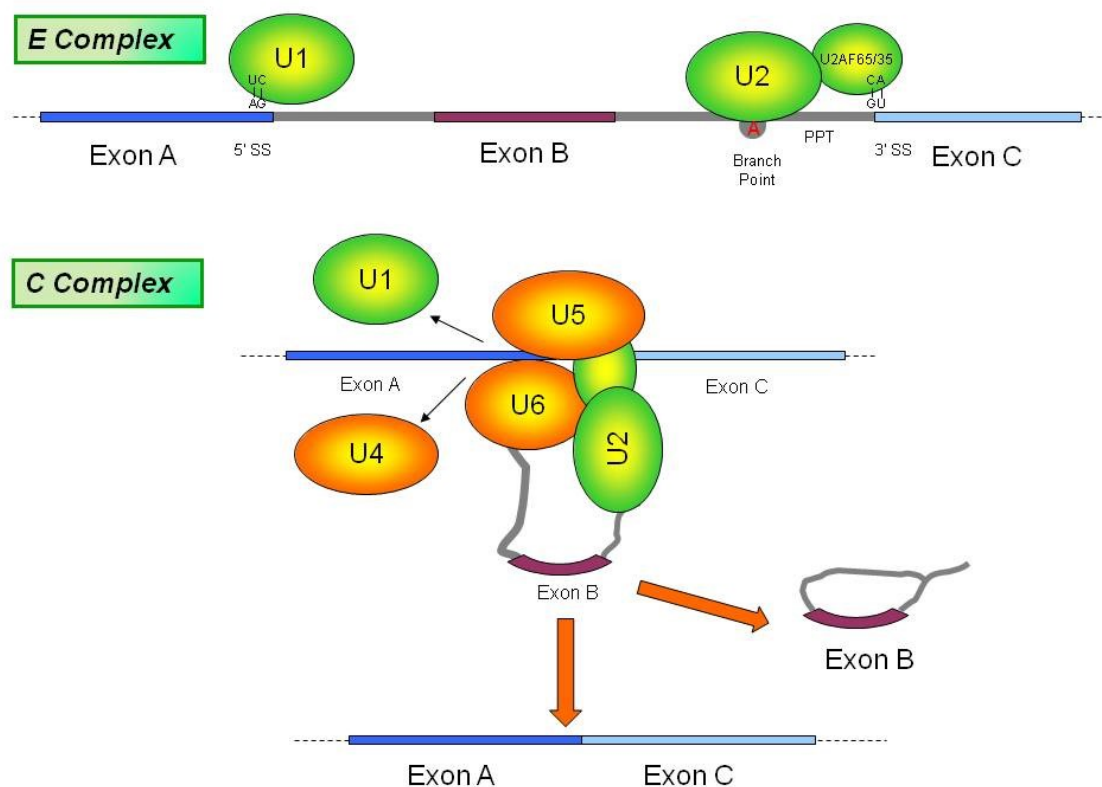 E Complex
U1
U2
U2AF65/35
UC
AG
CA
GU
A
Exon A
5' SS
Exon B
Branch
Point
PPT
3' SS
Exon C
C Complex
U1
U5
Exon A
Exon C
U6
U4
U2
Exon B
Exon B
Exon A
Exon C